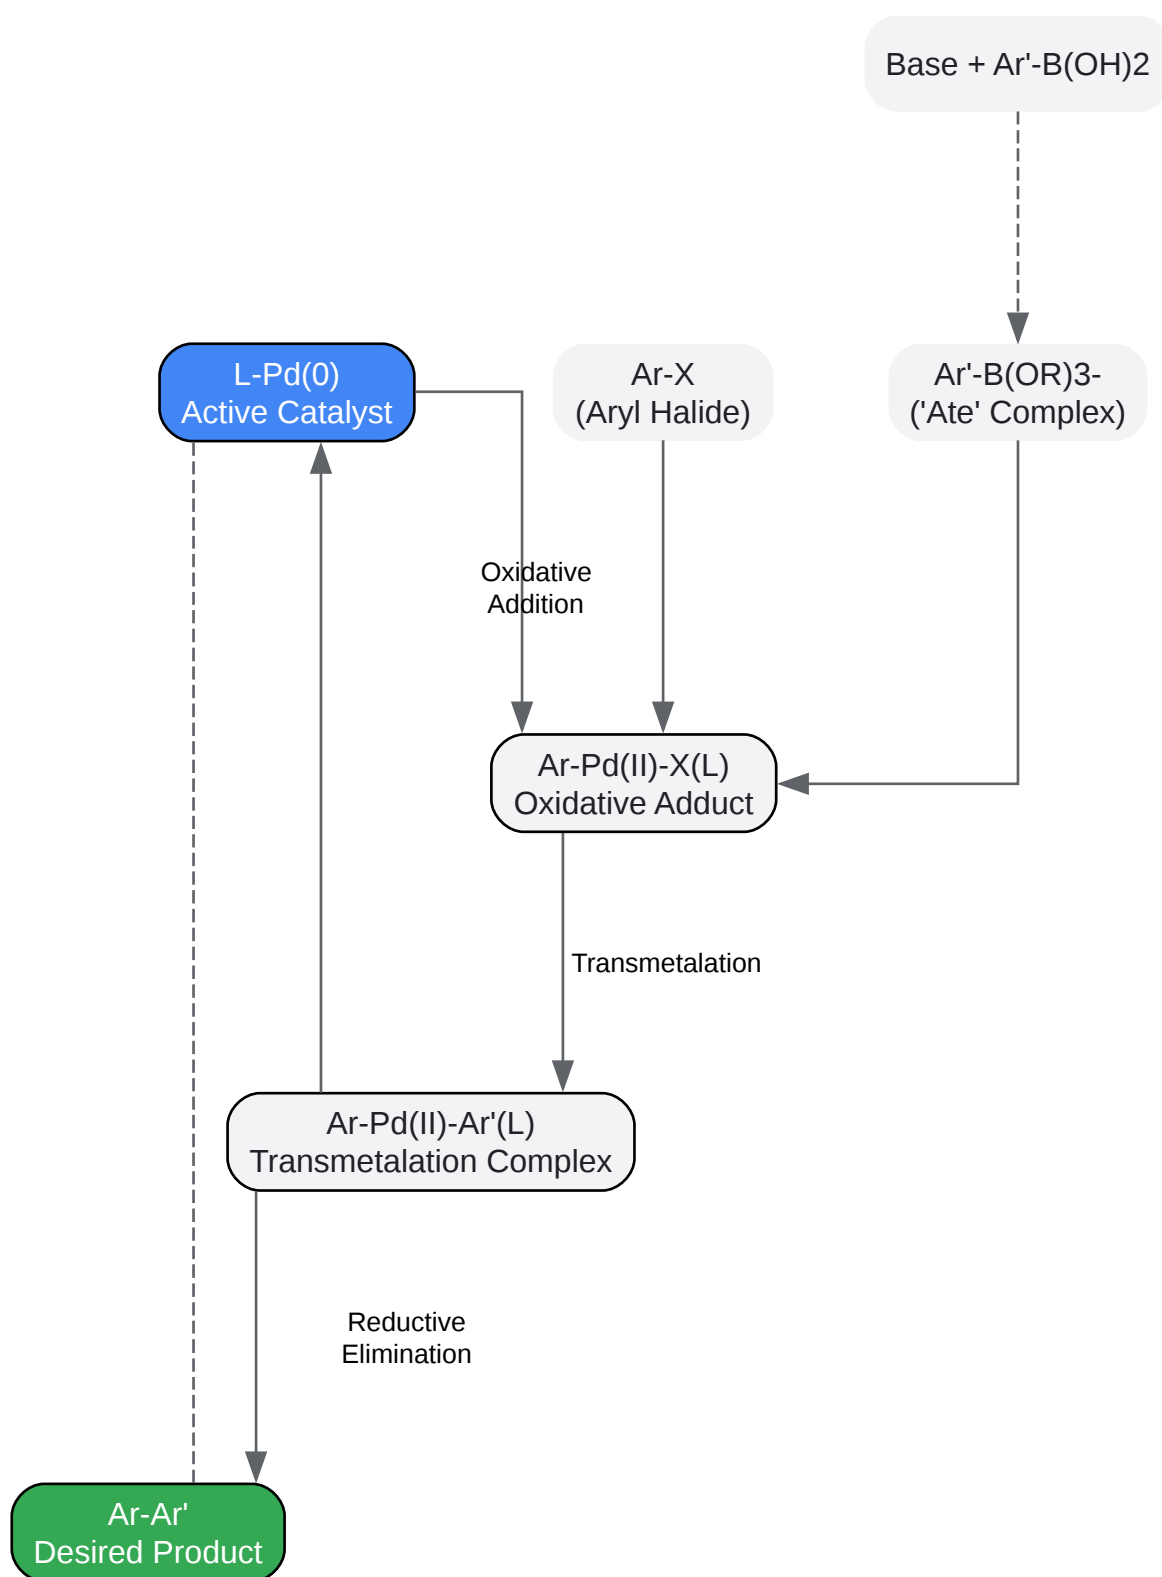 Base + Ar'-B(OH)2
L-Pd(0)
Active Catalyst
Ar-X
(Aryl Halide)
Ar'-B(OR)3-
('Ate' Complex)
Oxidative
Addition
Ar-Pd(II)-X(L)
Oxidative Adduct
Transmetalation
Ar-Pd(II)-Ar'(L)
Transmetalation Complex
Reductive
Elimination
Ar-Ar'
Desired Product